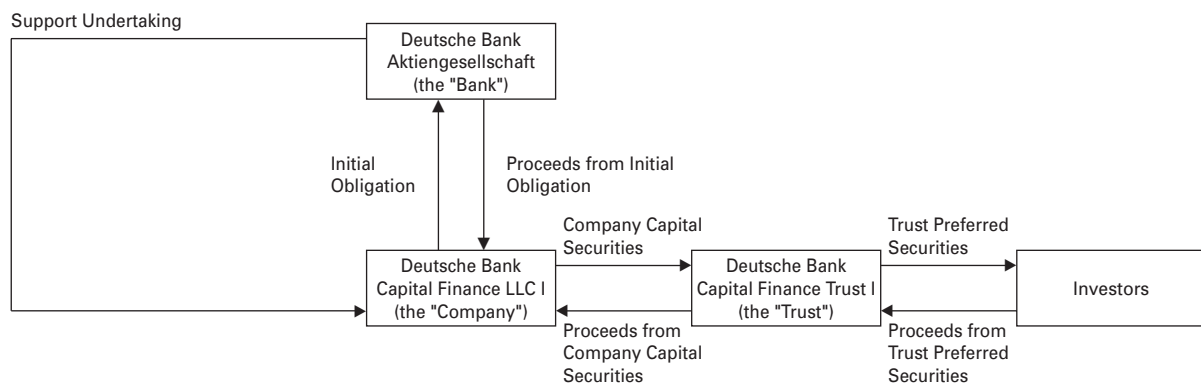 Support Undertaking
Deutsche Bank
Aktiengesellschaft
(the "Bank")
Initial
Obligation
Proceeds from Initial
Obligation
Company Capital
Securities
Trust Preferred
Securities
Deutsche Bank
Capital Finance LLC I
(the "Company")
Deutsche Bank
Capital Finance Trust I
(the "Trust")
Investors
Proceeds from
Company Capital
Securities
Proceeds from
Trust Preferred
Securities